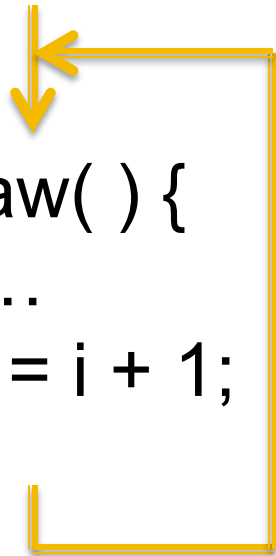 aw( ) {
..
= i + 1;